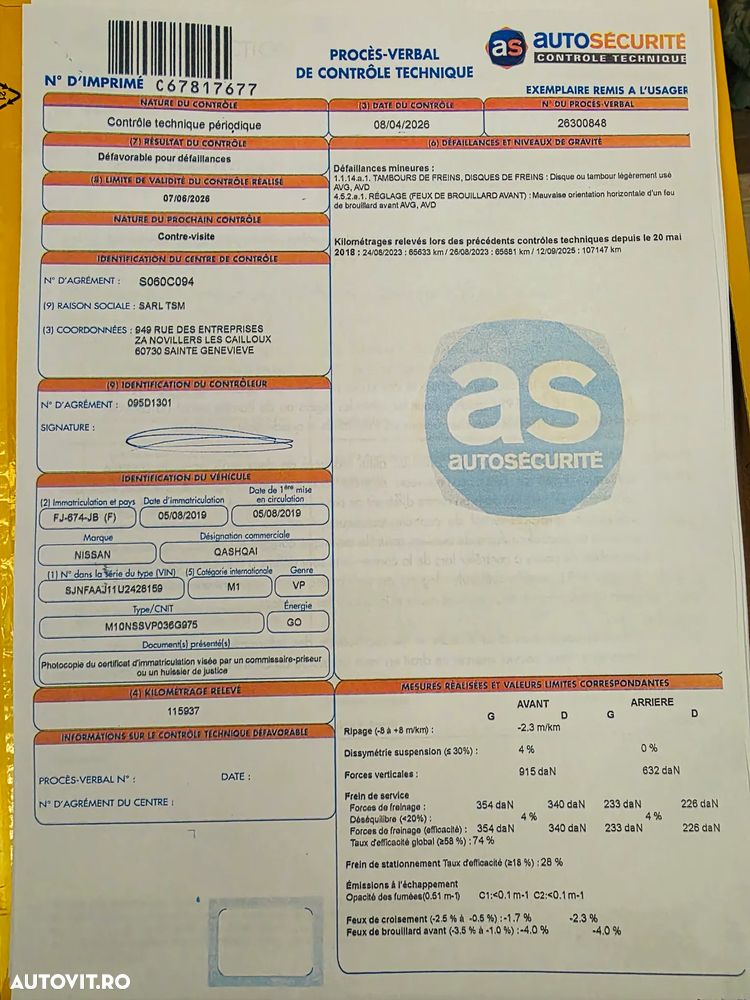 N° D'IMPRIMÉ C67817677
PROCÈS-VERBAL
DE CONTRÔLE TECHNIQUE
as AUTOSÉCURITÉ
CONTROLE TECHNIQUE
EXEMPLAIRE REMIS A L'USAGER
NATURE DU CONTRÔLE
Contrôle technique périodique
(3) DATE DU CONTRÔLE
08/04/2026
N° DU PROCÈS-VERBAL
26300848
(7) RÉSULTAT DU CONTRÔLE
Défavorable pour défaillances
(8) LIMITE DE VALIDITÉ DU CONTRÔLE RÉALISÉ
07/06/2026
NATURE DU PROCHAIN CONTRÔLE
Contre-visite
(6) DÉFAILLANCES ET NIVEAUX DE GRAVITÉ
Défaillances mineures :
1.1.14.a.1. TAMBOURS DE FREINS, DISQUES DE FREINS : Disque ou tambour légèrement usé
AVG, AVD
4.5.2.a.1. RÉGLAGE (FEUX DE BROUILLARD AVANT) : Mauvaise orientation horizontale d'un feu
de brouillard avant AVG, AVD
Kilométrages relevés lors des précédents contrôles techniques depuis le 20 mai
2018 : 24/08/2023 : 65633 km / 26/08/2023 : 65681 km / 12/09/2025 : 107147 km
IDENTIFICATION DU CENTRE DE CONTRÔLE
N° D'AGRÉMENT : S060C094
(9) RAISON SOCIALE : SARL TSM
(3) COORDONNÉES : 949 RUE DES ENTREPRISES
ZA NOVILLERS LES CAILLOUX
60730 SAINTE GENEVIEVE
(9) IDENTIFICATION DU CONTRÔLEUR
N° D'AGRÉMENT : 095D1301
SIGNATURE :
as
AUTOSÉCURITÉ
IDENTIFICATION DU VÉHICULE
(2) Immatriculation et pays
FJ-674-JB (F)
Date d'immatriculation
05/08/2019
Date de 1ère mise
en circulation
05/08/2019
Marque
NISSAN
Désignation commerciale
QASHQAI
(1) N° dans la série du type (VIN)
SJNFAAJ11U2428159
(5) Catégorie internationale
M1
Genre
VP
Type/CNIT
M10NSSVP036G975
Énergie
GO
Document(s) présenté(s)
Photocopie du certificat d'immatriculation visée par un commissaire-priseur
ou un huissier de justice
(4) KILOMÉTRAGE RELEVÉ
115937
INFORMATIONS SUR LE CONTRÔLE TECHNIQUE DÉFAVORABLE
PROCÈS-VERBAL N° : DATE :
N° D'AGRÉMENT DU CENTRE :
MESURES RÉALISÉES ET VALEURS LIMITES CORRESPONDANTES
AVANT ARRIERE
G D G D
Ripage (-8 à +8 m/km) : -2.3 m/km
Dissymétrie suspension (≤ 30%) : 4 % 0 %
Forces verticales : 915 daN 632 daN
Frein de service
Forces de freinage : 354 daN 340 daN 233 daN 226 daN
Déséquilibre (<20%) : 4 % 4 %
Forces de freinage (efficacité) : 354 daN 340 daN 233 daN 226 daN
Taux d'efficacité global (≥58 %) : 74 %
Frein de stationnement Taux d'efficacité (≥18 %) : 28 %
Émissions à l'échappement
Opacité des fumées(0.51 m-1) C1:<0.1 m-1 C2:<0.1 m-1
Feux de croisement (-2.5 % à -0.5 %) :-1.7 % -2.3 %
Feux de brouillard avant (-3.5 % à -1.0 %) :-4.0 % -4.0 %
AUTOVIT.RO